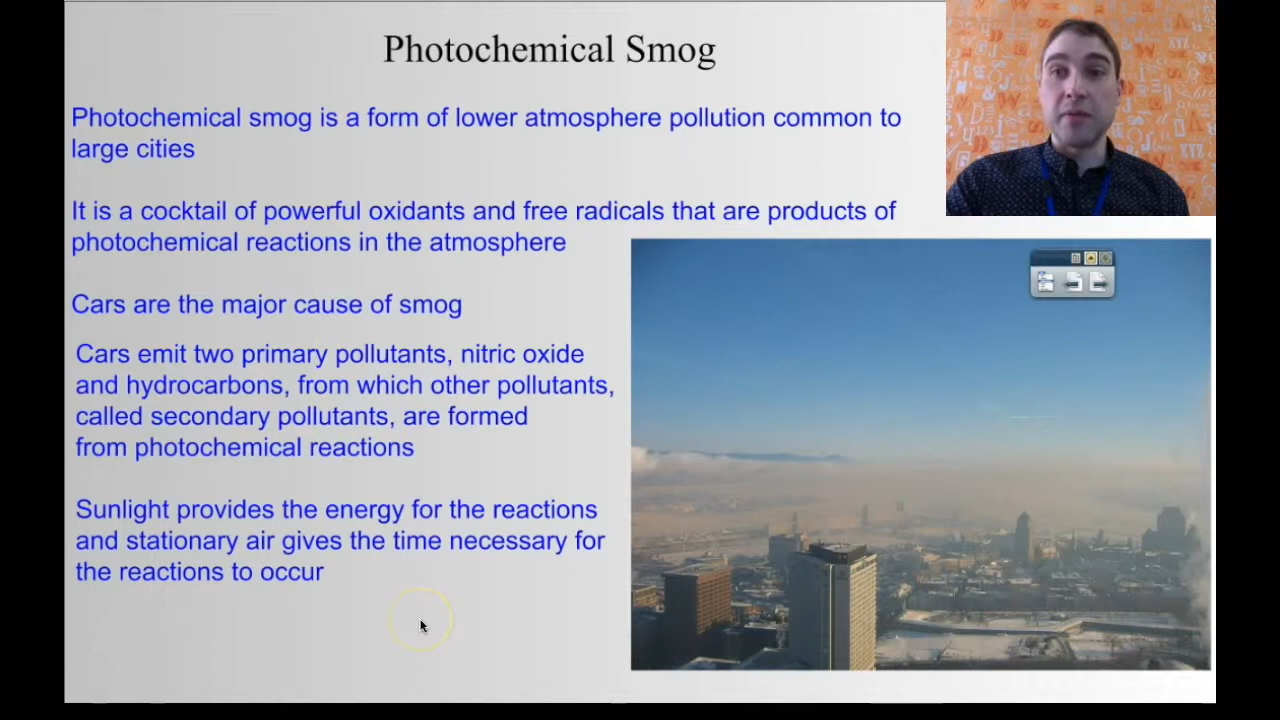 Photochemical Smog
Photochemical smog is a form of lower atmosphere pollution common to
large cities
It is a cocktail of powerful oxidants and free radicals that are products of
photochemical reactions in the atmosphere
Cars are the major cause of smog
Cars emit two primary pollutants, nitric oxide
and hydrocarbons, from which other pollutants,
called secondary pollutants, are formed
from photochemical reactions
Sunlight provides the energy for the reactions
and stationary air gives the time necessary for
the reactions to occur